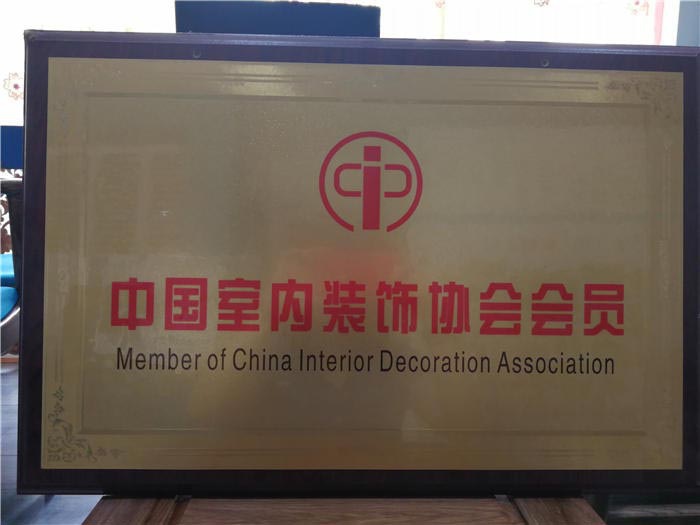 中国室内装饰协会会员
Member of China Interior Decoration Association